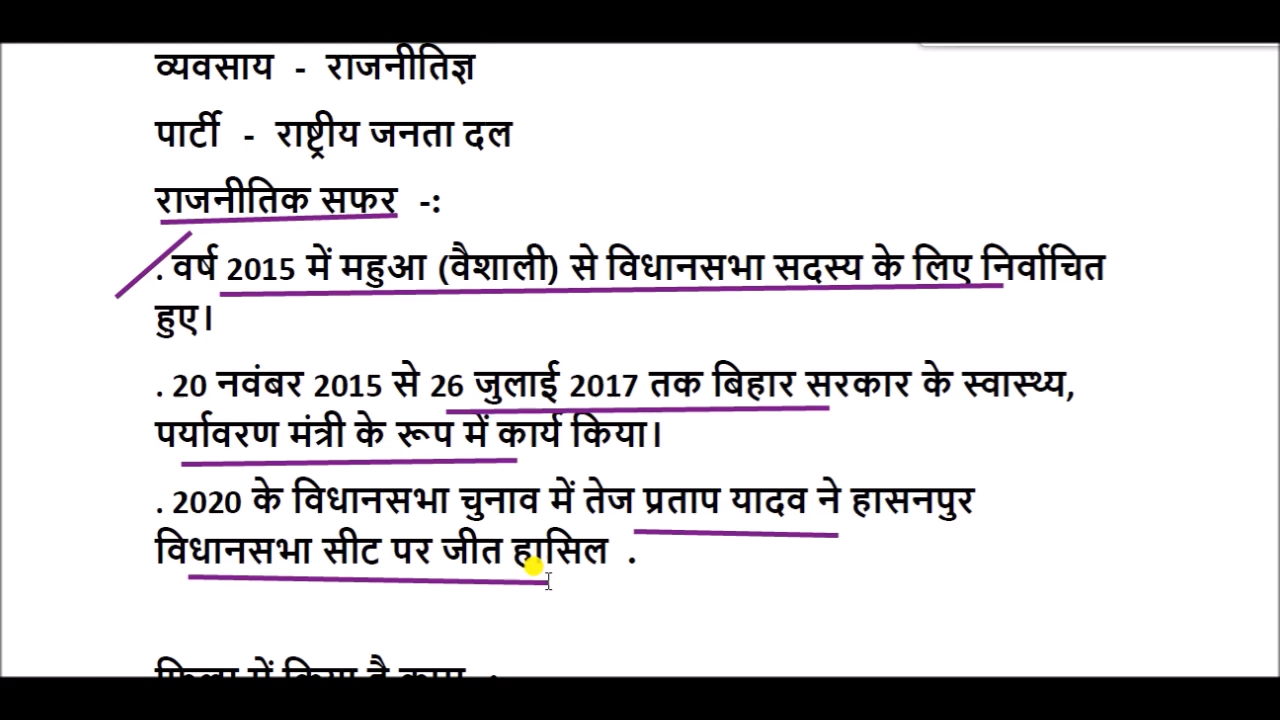 व्यवसाय - राजनीतिज्ञ
पार्टी - राष्ट्रीय जनता दल
राजनीतिक सफर -:
. वर्ष 2015 में महुआ (वैशाली) से विधानसभा सदस्य के लिए निर्वाचित
हुए।
. 20 नवंबर 2015 से 26 जुलाई 2017 तक बिहार सरकार के स्वास्थ्य,
पर्यावरण मंत्री के रूप में कार्य किया।
. 2020 के विधानसभा चुनाव में तेज प्रताप यादव ने हासनपुर
विधानसभा सीट पर जीत हासिल .
में किया है काम -: